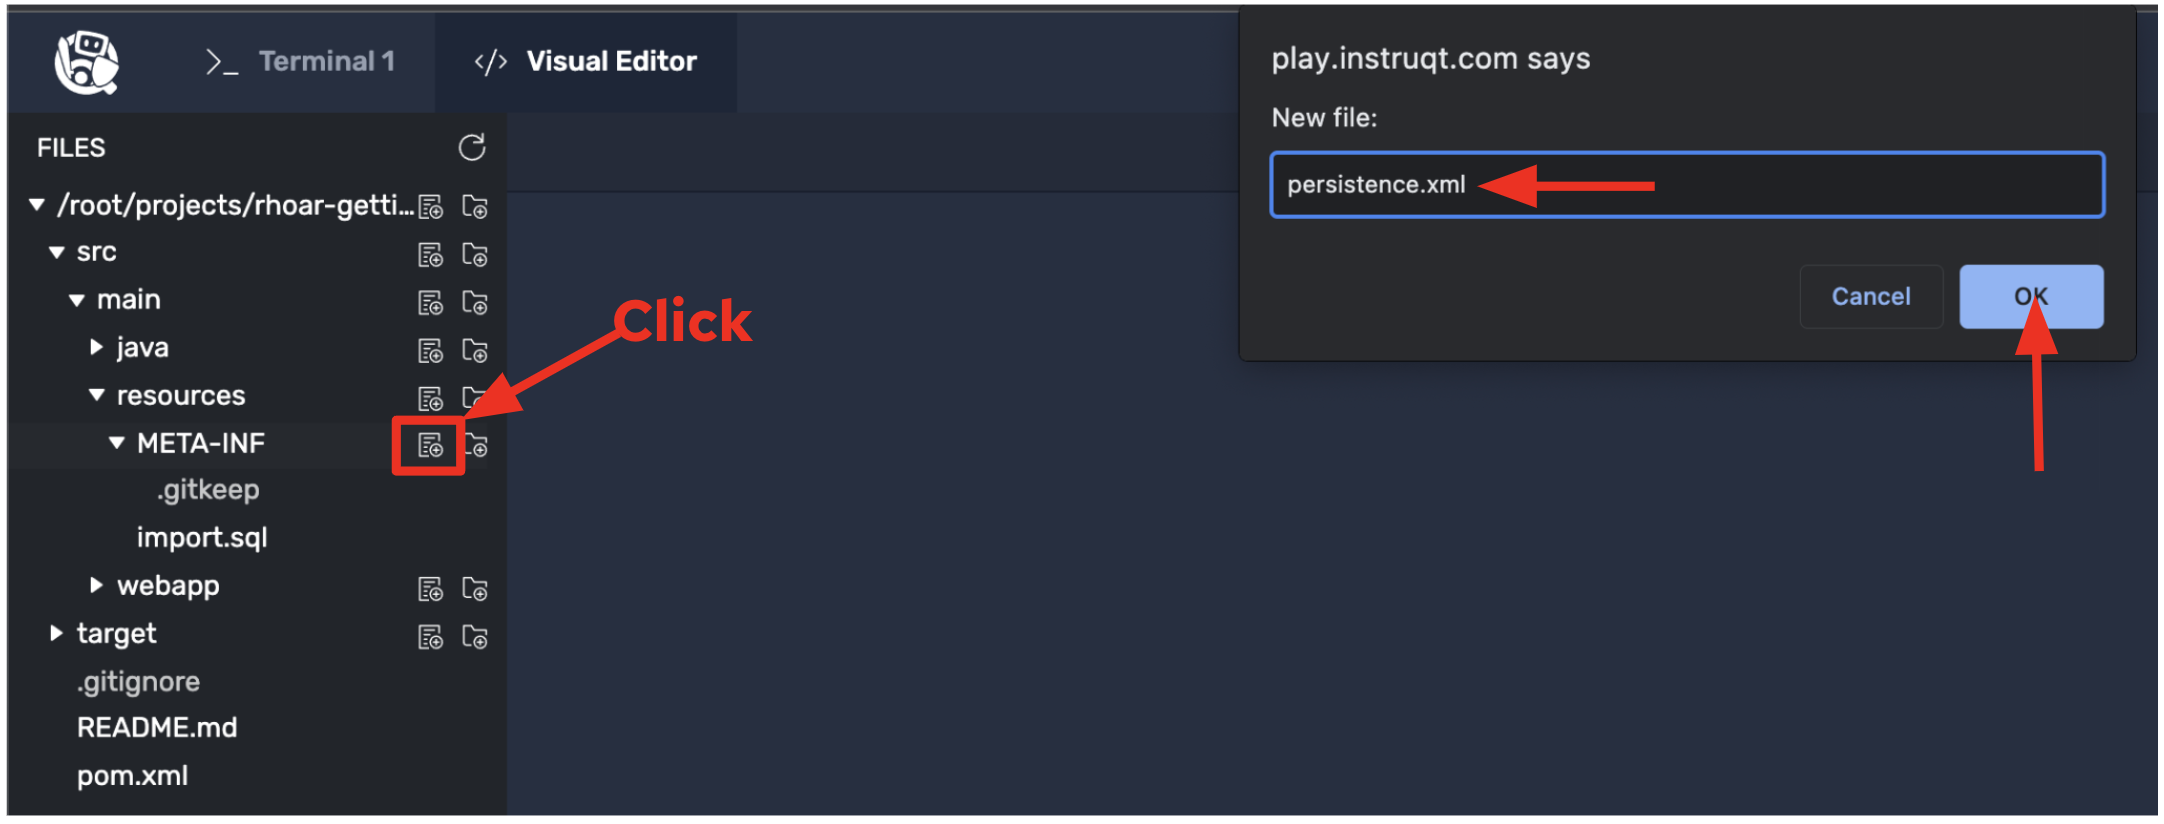 >_ Terminal 1
</> Visual Editor
FILES
/root/projects/rhoar-getti...
src
main
java
resources
META-INF
.gitkeep
import.sql
webapp
target
.gitignore
README.md
pom.xml
Click
play.instruqt.com says
New file:
persistence.xml
Cancel
OK